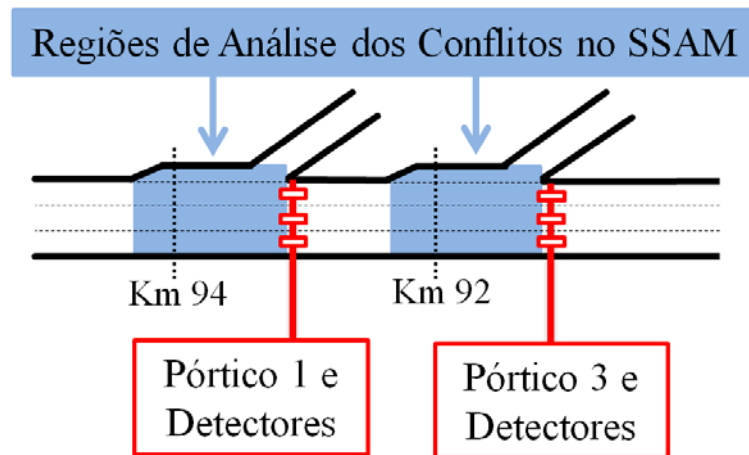 Regiões de Análise dos Conflitos no SSAM
Km 94
Km 92
Pórtico 1 e
Detectores
Pórtico 3 e
Detectores